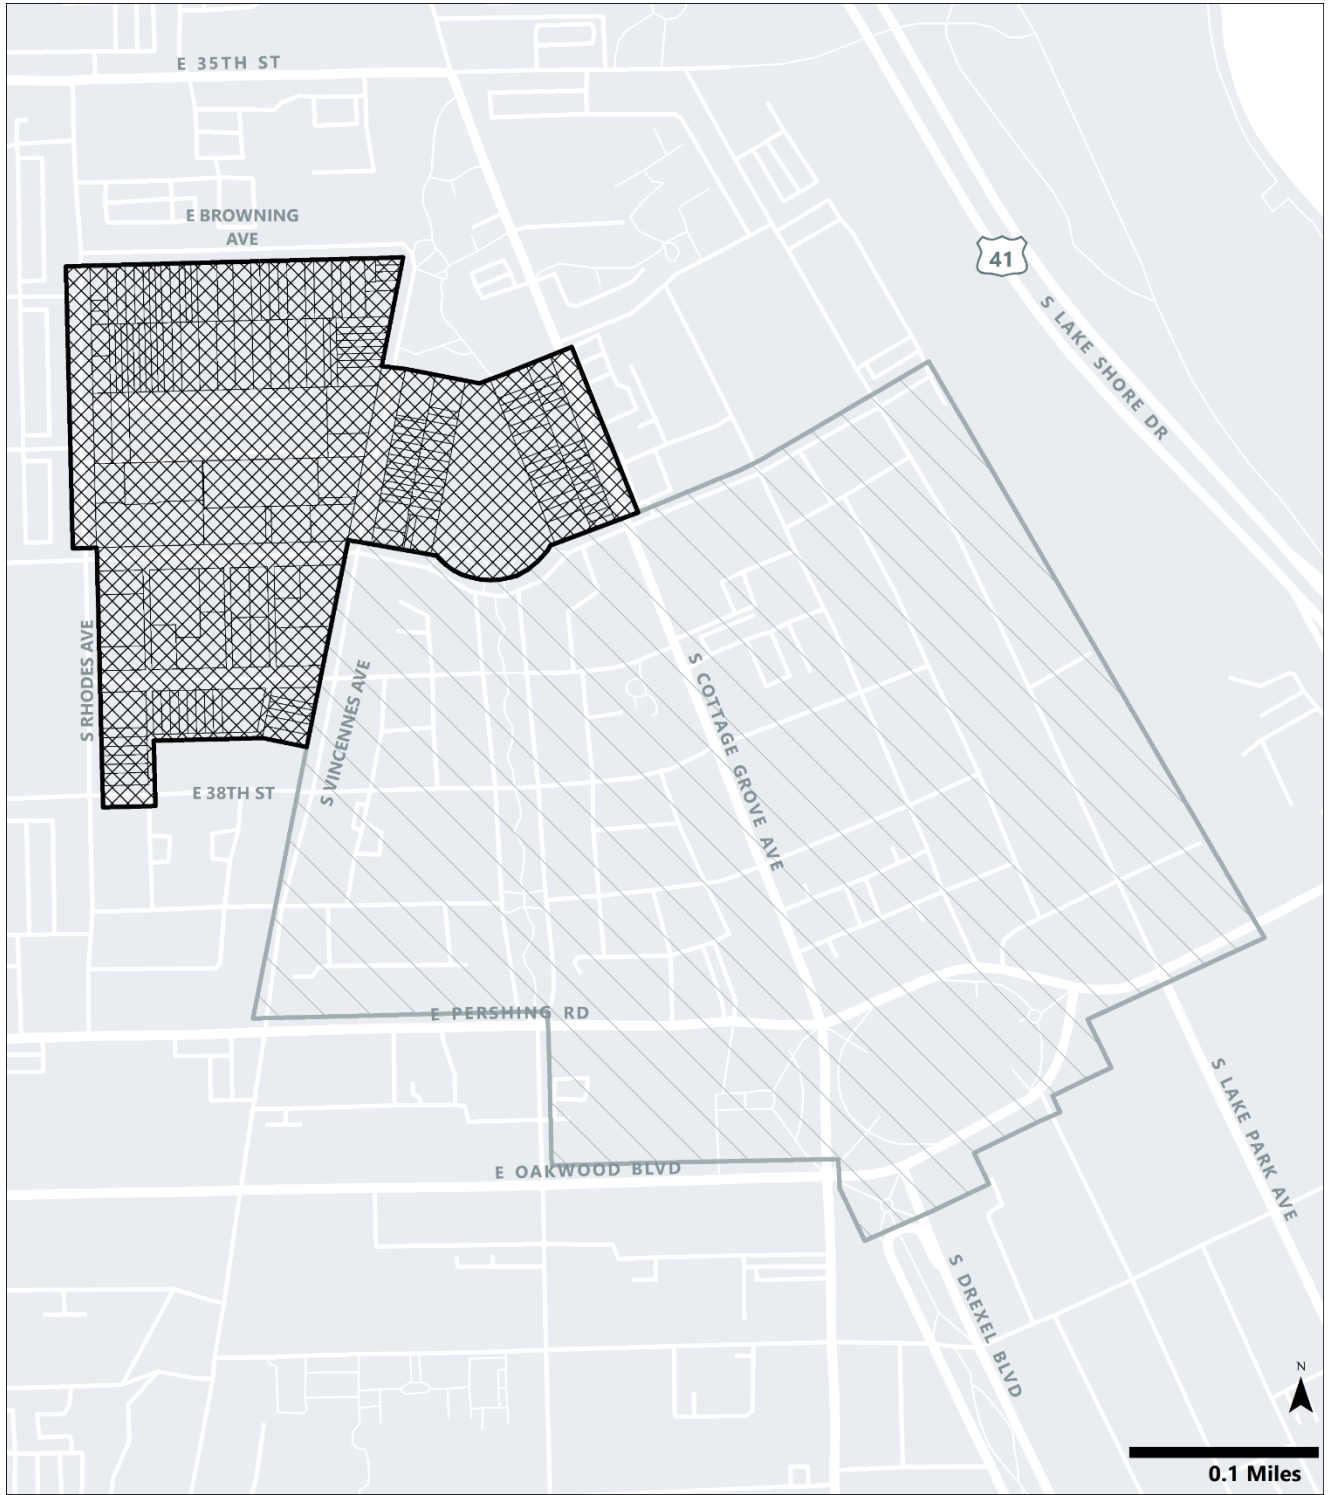 E 35TH ST
E BROWNING
AVE
41
S LAKE SHORE DR
S RHODES AVE
S VINCENNES AVE
S COTTAGE GROVE AVE
E 38TH ST
E PERSHING RD
E OAKWOOD BLVD
S LAKE PARK AVE
S DREXEL BLVD
N
0.1 Miles